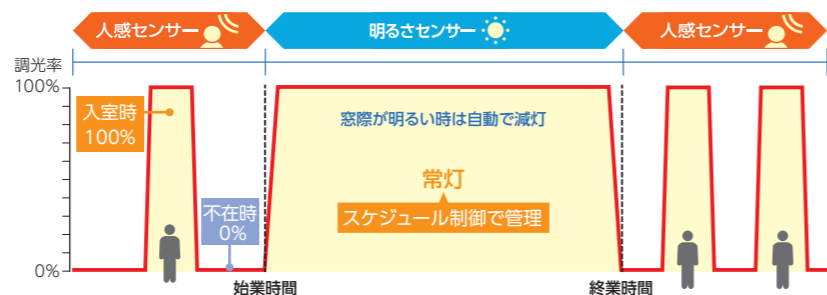 人感センサー
明るさセンサー
人感センサー
調光率
100%
入室時
100%
窓際が明るい時は自動で減灯
常灯
スケジュール制御で管理
不在時
0%
0%
始業時間
終業時間